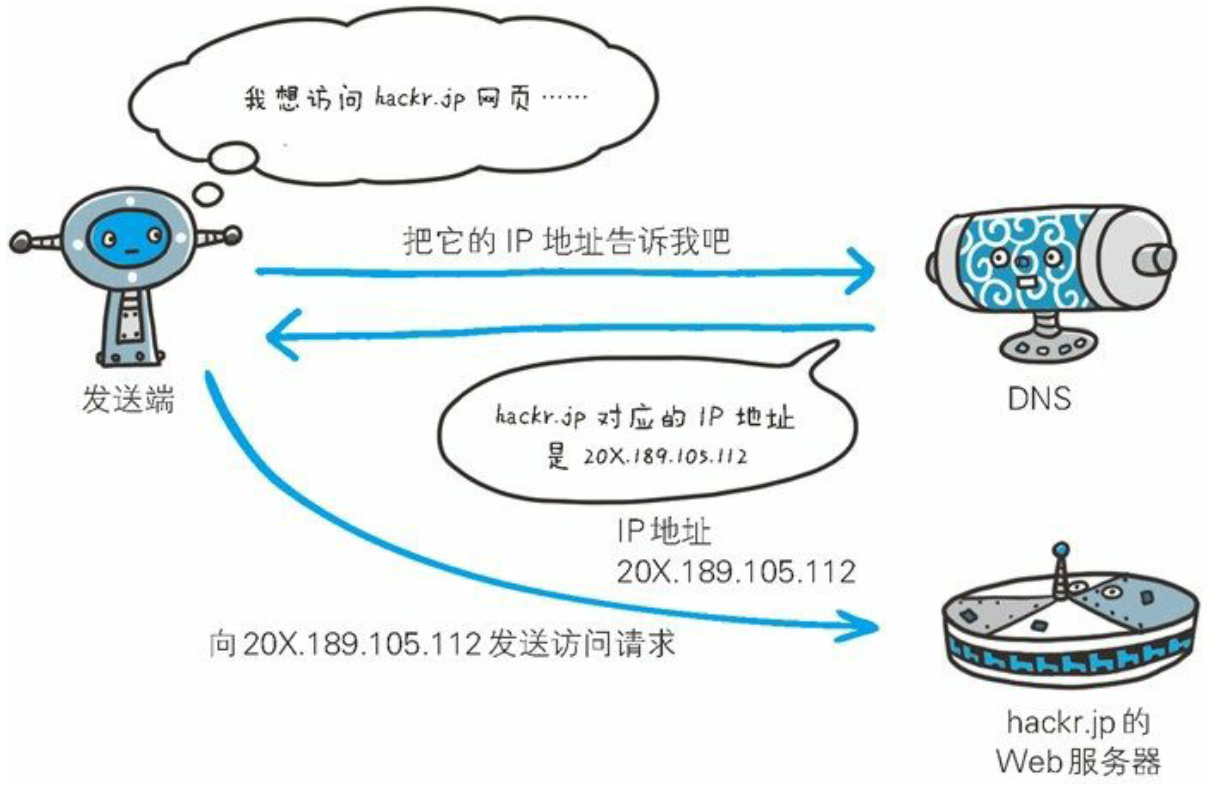 我想访问 hackr.jp 网页……
把它的 IP 地址告诉我吧
发送端
DNS
hackr.jp 对应的 IP 地址
是 20X.189.105.112
IP 地址
20X.189.105.112
向 20X.189.105.112 发送访问请求
hackr.jp 的
Web 服务器